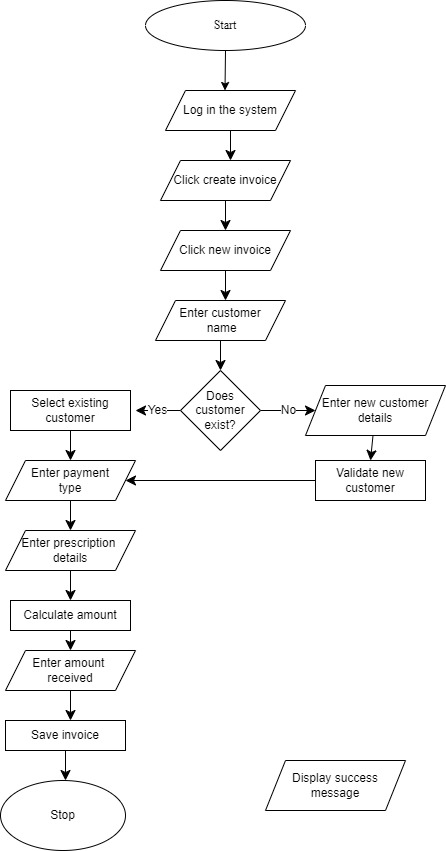 Start
Log in the system
Click create invoice
Click new invoice
Enter customer
name
Does
customer
exist?
Yes
No
Select existing
customer
Enter new customer
details
Enter payment
type
Validate new
customer
Enter prescription
details
Calculate amount
Enter amount
received
Save invoice
Display success
message
Stop